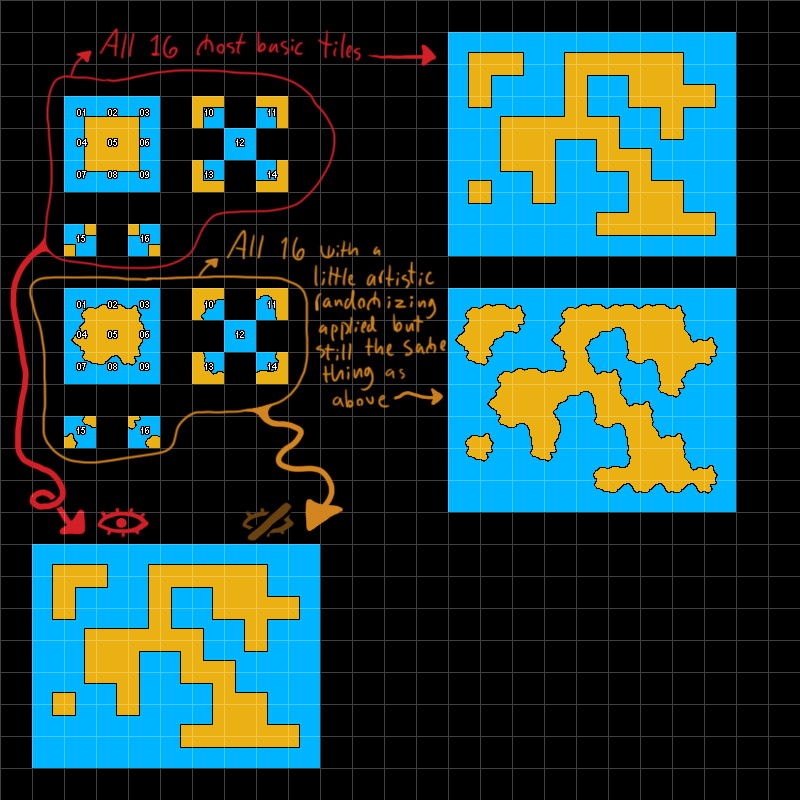 All 16 most basic tiles
01 02 03
04 05 06
07 08 09
10 11
12
13 14
15 16
All 16 with a
little artistic
randomizing
applied but
still the same
thing as
above
01 02 03
04 05 06
07 08 09
10 11
12
13 14
15 16